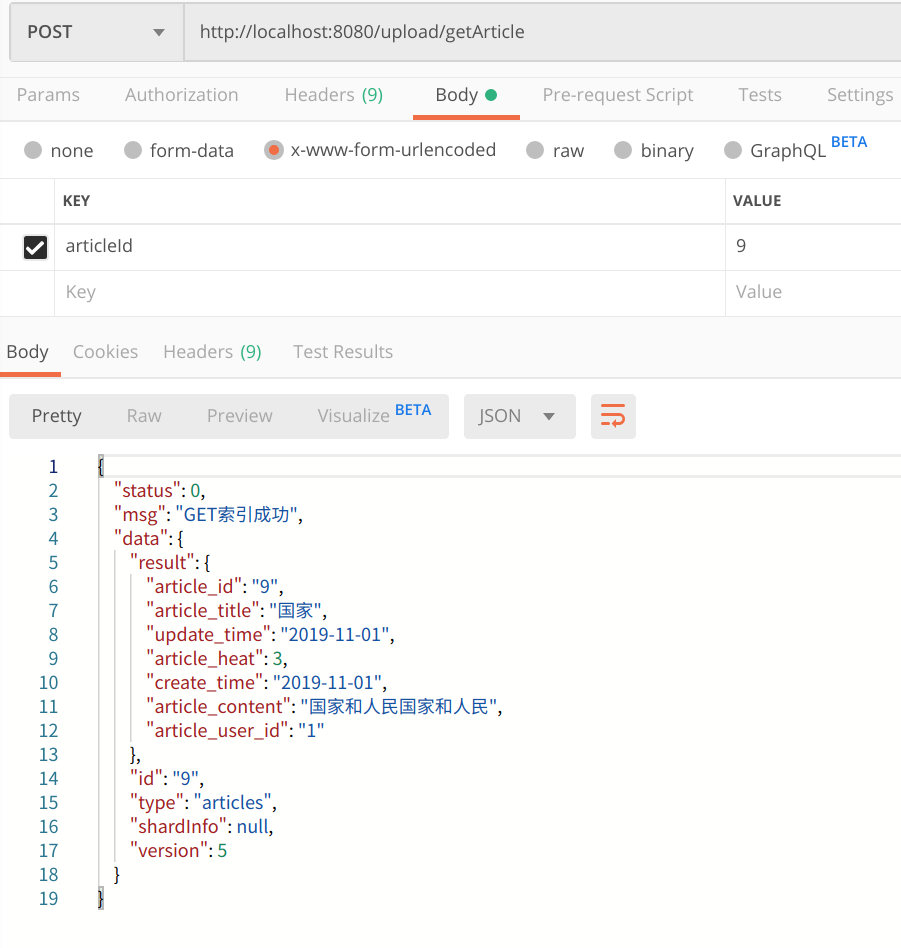 POST http://localhost:8080/upload/getArticle
Params Authorization Headers (9) Body Pre-request Script Tests Settings
none form-data x-www-form-urlencoded raw binary GraphQL BETA
KEY VALUE
articleId 9
Key Value
Body Cookies Headers (9) Test Results
Pretty Raw Preview Visualize BETA JSON
1 {
2 "status": 0,
3 "msg": "GET索引成功",
4 "data": {
5 "result": {
6 "article_id": "9",
7 "article_title": "国家",
8 "update_time": "2019-11-01",
9 "article_heat": 3,
10 "create_time": "2019-11-01",
11 "article_content": "国家和人民国家和人民",
12 "article_user_id": "1"
13 },
14 "id": "9",
15 "type": "articles",
16 "shardInfo": null,
17 "version": 5
18 }
19 }